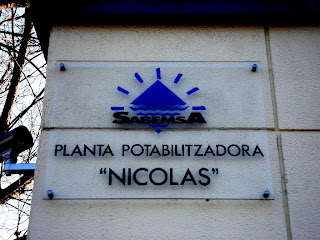 SABEMSA
PLANTA POTABILITZADORA
“NICOLAS”